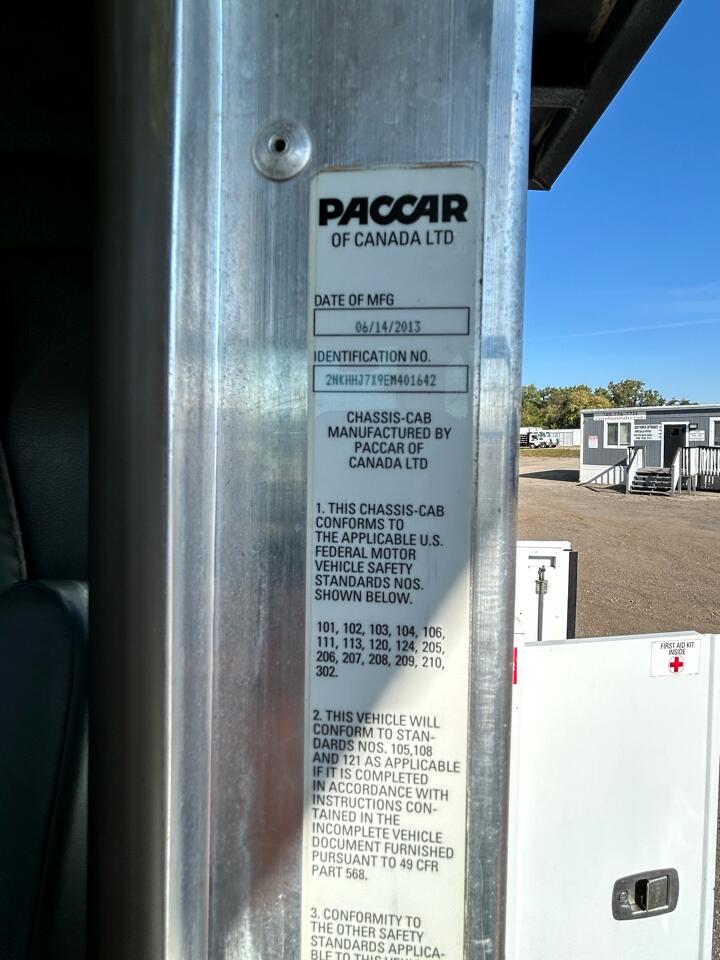 PACCAR
OF CANADA LTD
DATE OF MFG
06/14/2013
IDENTIFICATION NO.
2NKHHJ7X9EM401642
CHASSIS-CAB
MANUFACTURED BY
PACCAR OF
CANADA LTD
1. THIS CHASSIS-CAB
CONFORMS TO
THE APPLICABLE U.S.
FEDERAL MOTOR
VEHICLE SAFETY
STANDARDS NOS.
SHOWN BELOW.
101, 102, 103, 104, 106,
111, 113, 120, 124, 205,
206, 207, 208, 209, 210,
302.
2. THIS VEHICLE WILL
CONFORM TO STAN-
DARDS NOS. 105,108
AND 121 AS APPLICABLE
IF IT IS COMPLETED
IN ACCORDANCE WITH
INSTRUCTIONS CON-
TAINED IN THE
INCOMPLETE VEHICLE
DOCUMENT FURNISHED
PURSUANT TO 49 CFR
PART 568.
3. CONFORMITY TO
THE OTHER SAFETY
STANDARDS APPLICA-
BLE TO THIS VEHICLE
FIRST AID KIT
INSIDE